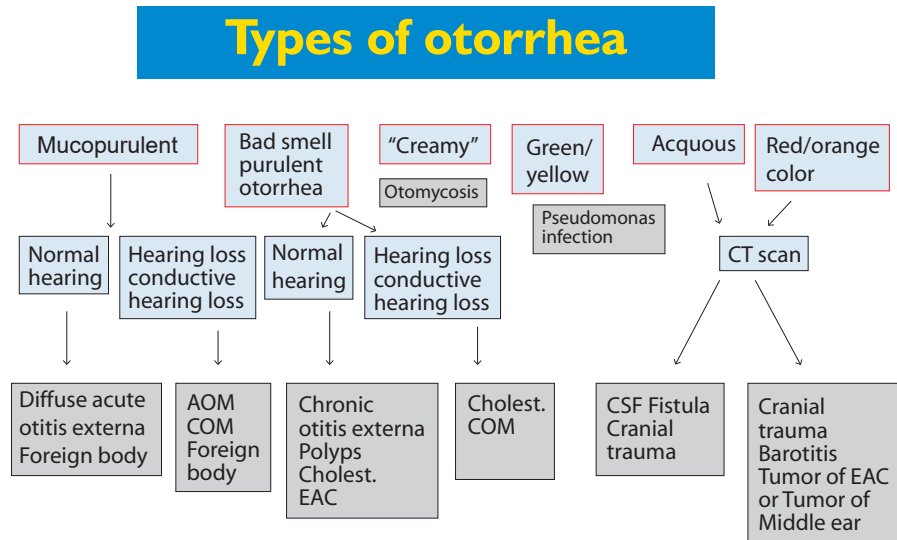 Types of otorrhea
Mucopurulent
Bad smell
purulent
otorrhea
“Creamy”
Otomycosis
Green/
yellow
Pseudomonas
infection
Acquous
Red/orange
color
Normal
hearing
Hearing loss
conductive
hearing loss
Normal
hearing
Hearing loss
conductive
hearing loss
CT scan
Diffuse acute
otitis externa
Foreign body
AOM
COM
Foreign
body
Chronic
otitis externa
Polyps
Cholest.
EAC
Cholest.
COM
CSF Fistula
Cranial
trauma
Cranial
trauma
Barotitis
Tumor of EAC
or Tumor of
Middle ear